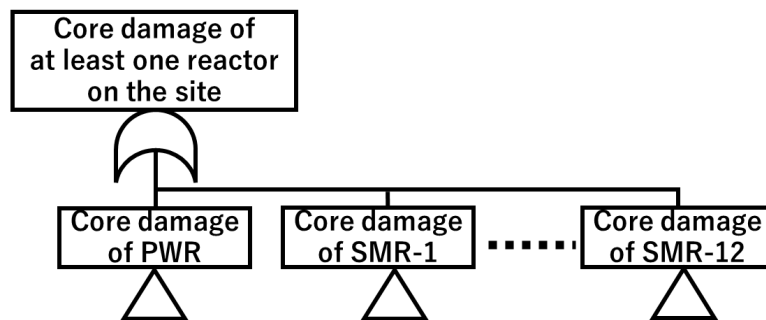 Core damage of
at least one reactor
on the site
Core damage
of PWR
Core damage
of SMR-1
Core damage
of SMR-12